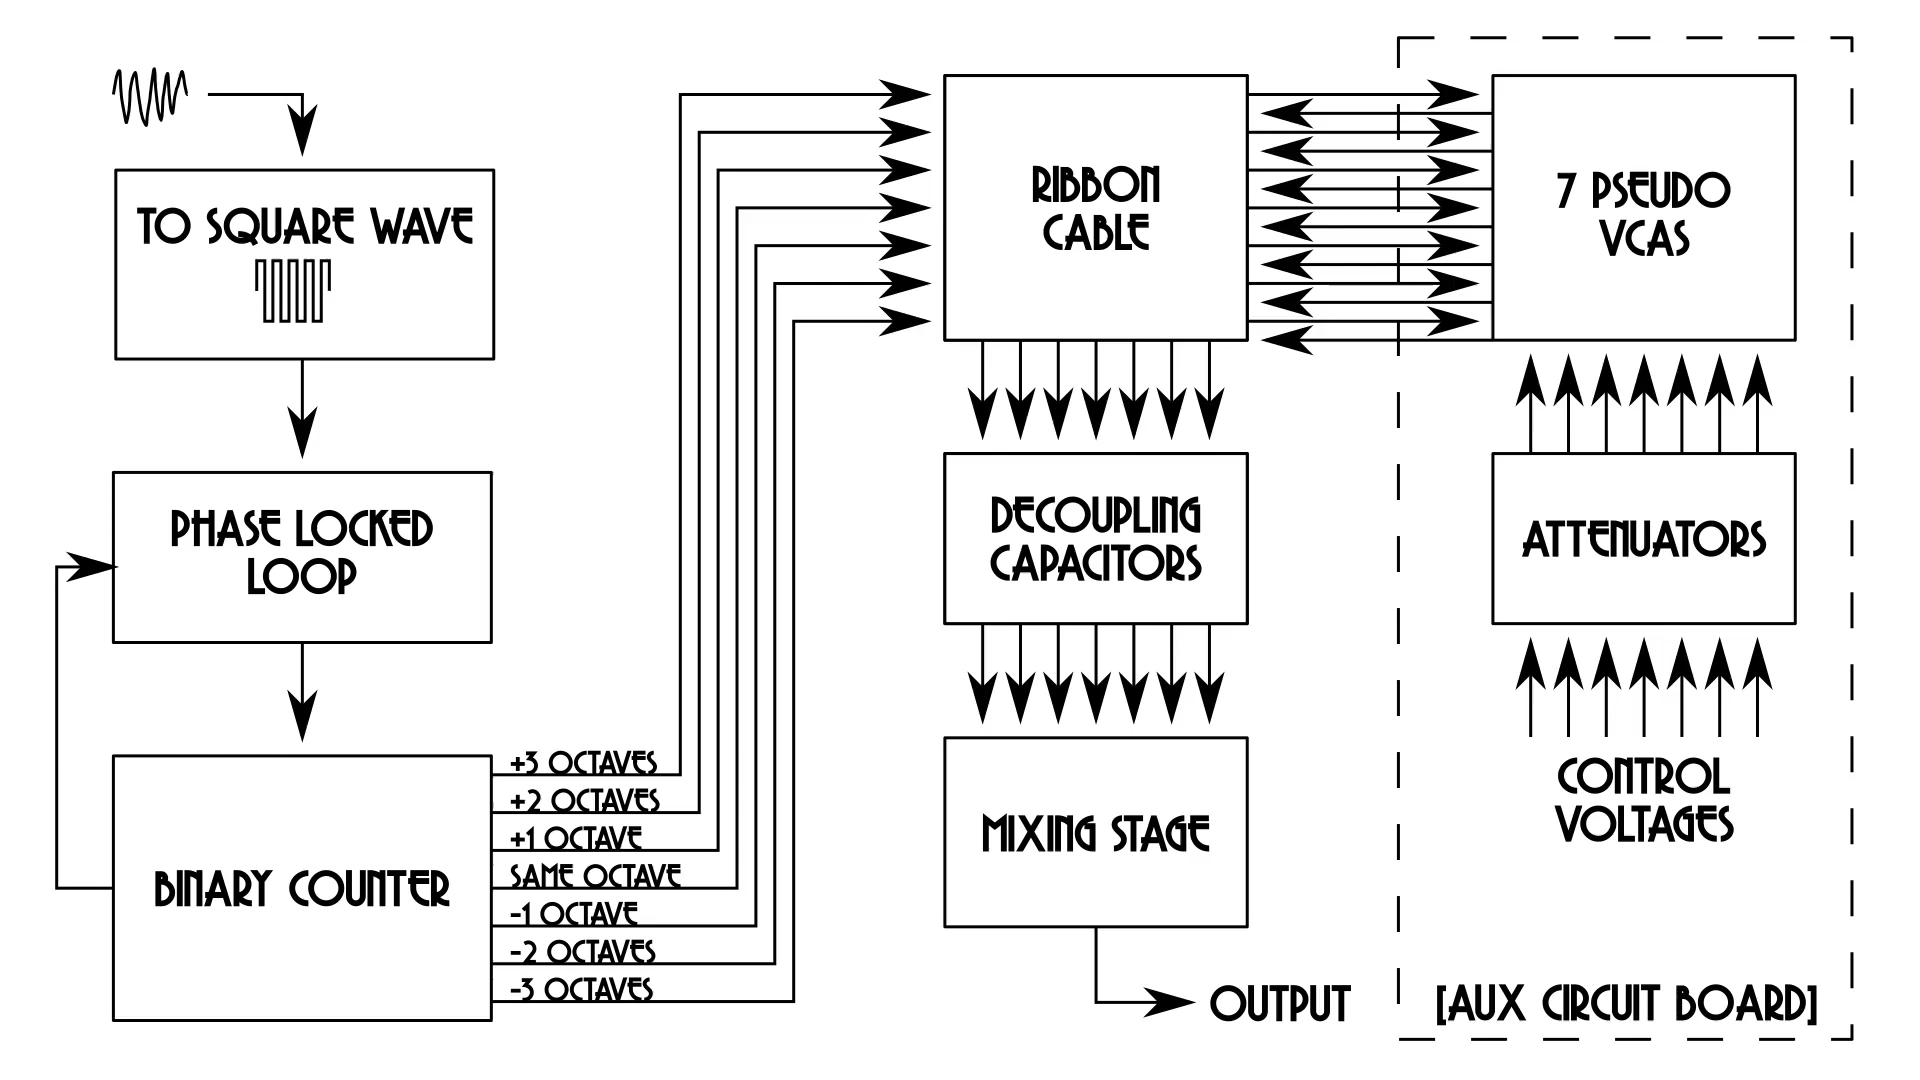 TO SQUARE WAVE
PHASE LOCKED
LOOP
BINARY COUNTER
+3 OCTAVES
+2 OCTAVES
+1 OCTAVE
SAME OCTAVE
-1 OCTAVE
-2 OCTAVES
-3 OCTAVES
RIBBON
CABLE
DECOUPLING
CAPACITORS
MIXING STAGE
OUTPUT
7 PSEUDO
VCAS
ATTENUATORS
CONTROL
VOLTAGES
[AUX CIRCUIT BOARD]